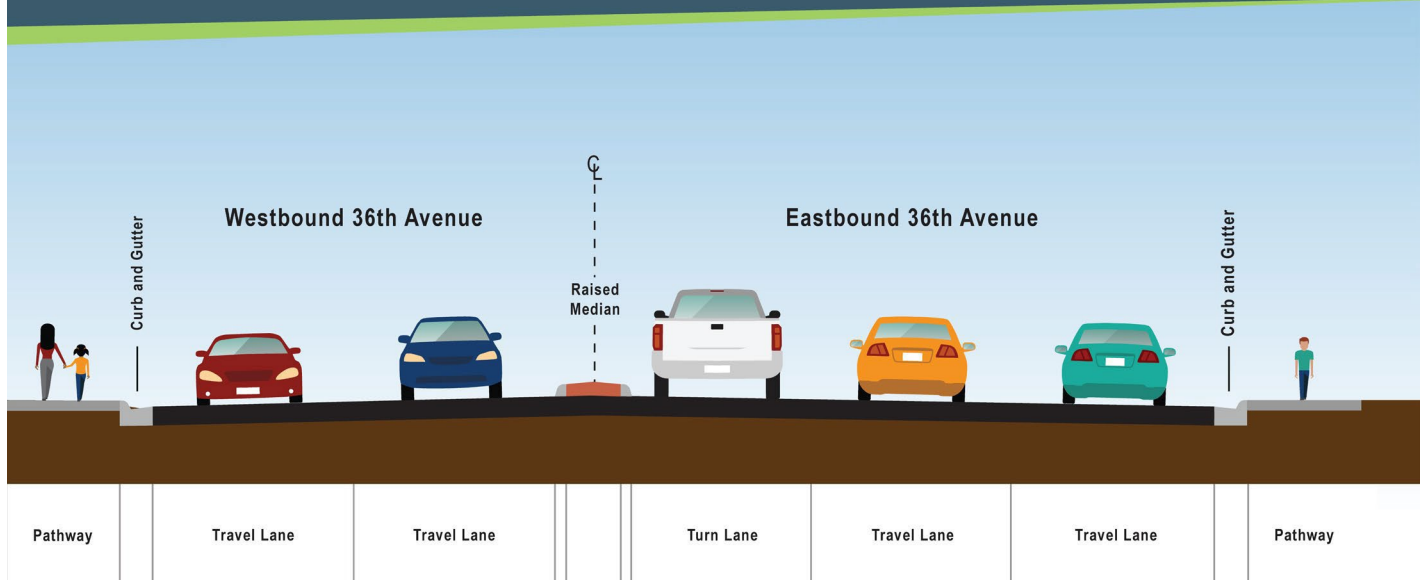 ℄
Westbound 36th Avenue
Eastbound 36th Avenue
Curb and Gutter
Raised
Median
Curb and Gutter
Pathway
Travel Lane
Travel Lane
Turn Lane
Travel Lane
Travel Lane
Pathway